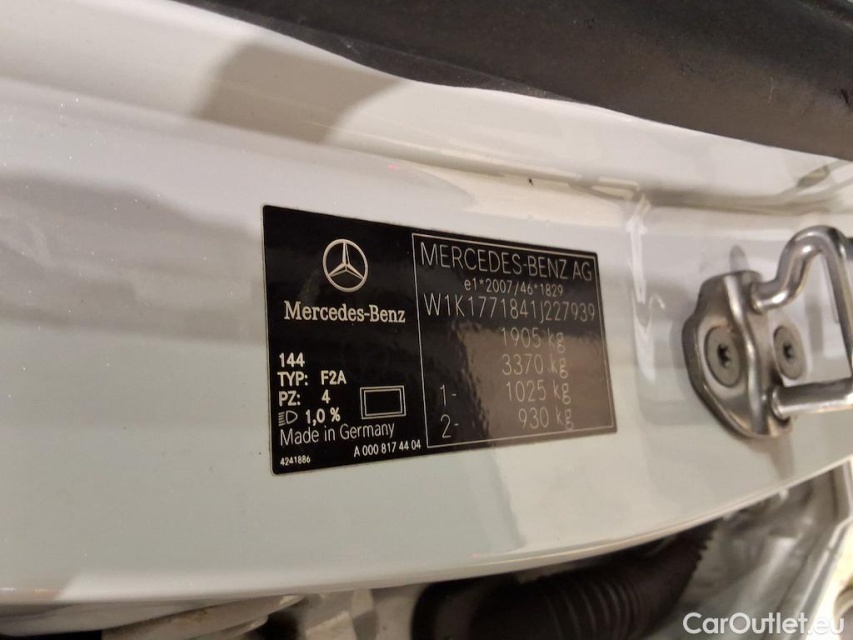 Mercedes-Benz
144
TYP: F2A
PZ: 4
1,0 %
Made in Germany
4241886
A 000 817 44 04
MERCEDES-BENZ AG
e1*2007/46*1829
W1K1771841J227939
1905 kg
3370 kg
1- 1025 kg
2- 930 kg
CarOutlet.eu